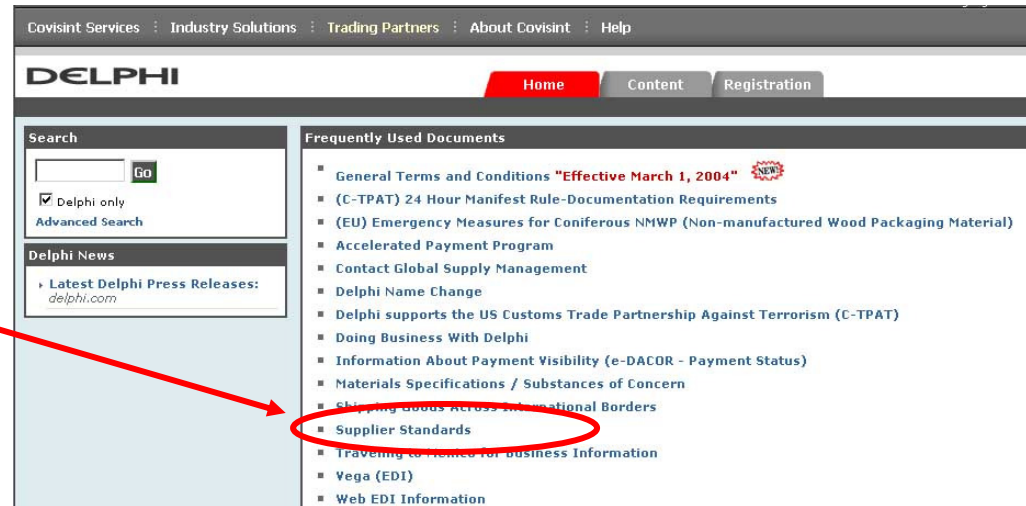 Covisint Services : Industry Solutions : Trading Partners : About Covisint : Help
DELPHI
Home Content Registration
Search
Go
Delphi only
Advanced Search
Delphi News
Latest Delphi Press Releases:
delphi.com
Frequently Used Documents
General Terms and Conditions "Effective March 1, 2004" NEW!
(C-TPAT) 24 Hour Manifest Rule-Documentation Requirements
(EU) Emergency Measures for Coniferous NMWP (Non-manufactured Wood Packaging Material)
Accelerated Payment Program
Contact Global Supply Management
Delphi Name Change
Delphi supports the US Customs Trade Partnership Against Terrorism (C-TPAT)
Doing Business With Delphi
Information About Payment Visibility (e-DACOR - Payment Status)
Materials Specifications / Substances of Concern
Shipping Goods Across International Borders
Supplier Standards
Traveling to Mexico for Business Information
Vega (EDI)
Web EDI Information